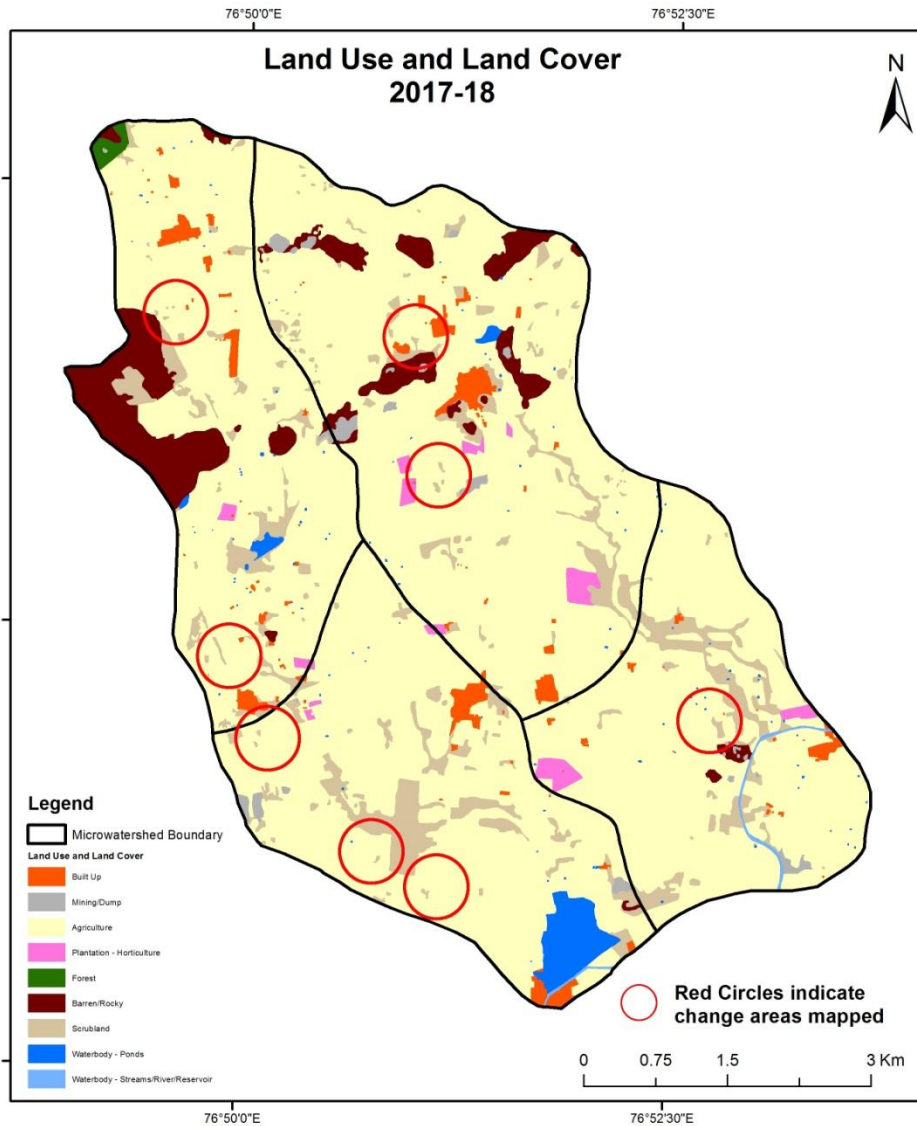 76°50'0"E
76°52'30"E
Land Use and Land Cover
2017-18
N
Legend
Microwatershed Boundary
Land Use and Land Cover
Built Up
Mining/Dump
Agriculture
Plantation - Horticulture
Forest
Barren/Rocky
Scrubland
Waterbody - Ponds
Waterbody - Streams/River/Reservoir
Red Circles indicate
change areas mapped
0 0.75 1.5 3 Km
76°50'0"E
76°52'30"E